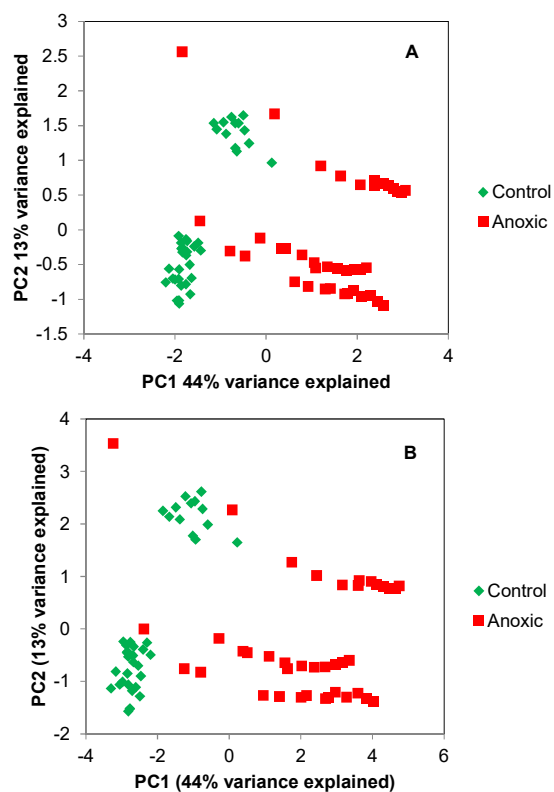 A
3
2.5
2
1.5
1
0.5
0
-0.5
-1
-1.5
-4 -2 0 2 4
PC2 13% variance explained
PC1 44% variance explained
Control
Anoxic
B
4
3
2
1
0
-1
-2
-4 -2 0 2 4 6
PC2 (13% variance explained)
PC1 (44% variance explained)
Control
Anoxic